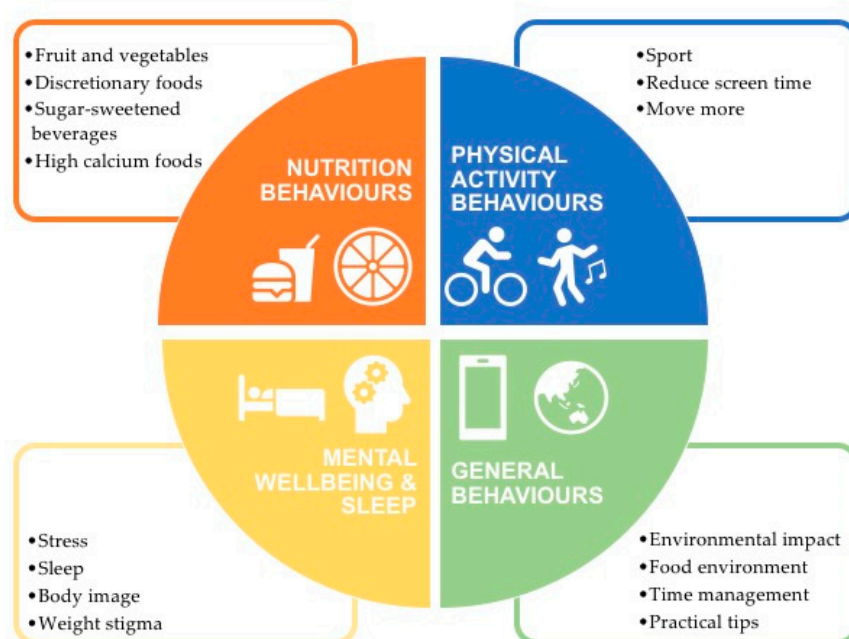 •Fruit and vegetables
•Discretionary foods
•Sugar-sweetened
beverages
•High calcium foods
NUTRITION
BEHAVIOURS
PHYSICAL
ACTIVITY
BEHAVIOURS
•Sport
•Reduce screen time
•Move more
MENTAL
WELLBEING &
SLEEP
•Stress
•Sleep
•Body image
•Weight stigma
GENERAL
BEHAVIOURS
•Environmental impact
•Food environment
•Time management
•Practical tips